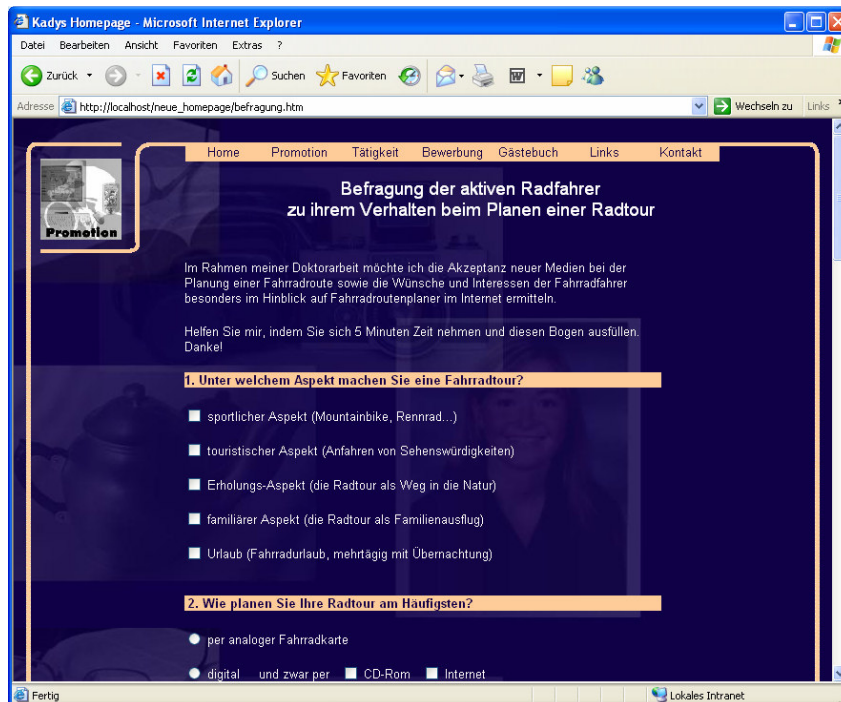 Kadys Homepage - Microsoft Internet Explorer
Datei Bearbeiten Ansicht Favoriten Extras ?
Zurück Suchen Favoriten
Adresse http://localhost/neue_homepage/befragung.htm Wechseln zu Links
Home Promotion Tätigkeit Bewerbung Gästebuch Links Kontakt
Promotion
Befragung der aktiven Radfahrer
zu ihrem Verhalten beim Planen einer Radtour
Im Rahmen meiner Doktorarbeit möchte ich die Akzeptanz neuer Medien bei der
Planung einer Fahrradroute sowie die Wünsche und Interessen der Fahrradfahrer
besonders im Hinblick auf Fahrradroutenplaner im Internet ermitteln.
Helfen Sie mir, indem Sie sich 5 Minuten Zeit nehmen und diesen Bogen ausfüllen.
Danke!
1. Unter welchem Aspekt machen Sie eine Fahrradtour?
sportlicher Aspekt (Mountainbike, Rennrad...)
touristischer Aspekt (Anfahren von Sehenswürdigkeiten)
Erholungs-Aspekt (die Radtour als Weg in die Natur)
familiärer Aspekt (die Radtour als Familienausflug)
Urlaub (Fahrradurlaub, mehrtägig mit Übernachtung)
2. Wie planen Sie Ihre Radtour am Häufigsten?
per analoger Fahrradkarte
digital und zwar per CD-Rom Internet
Fertig Lokales Intranet